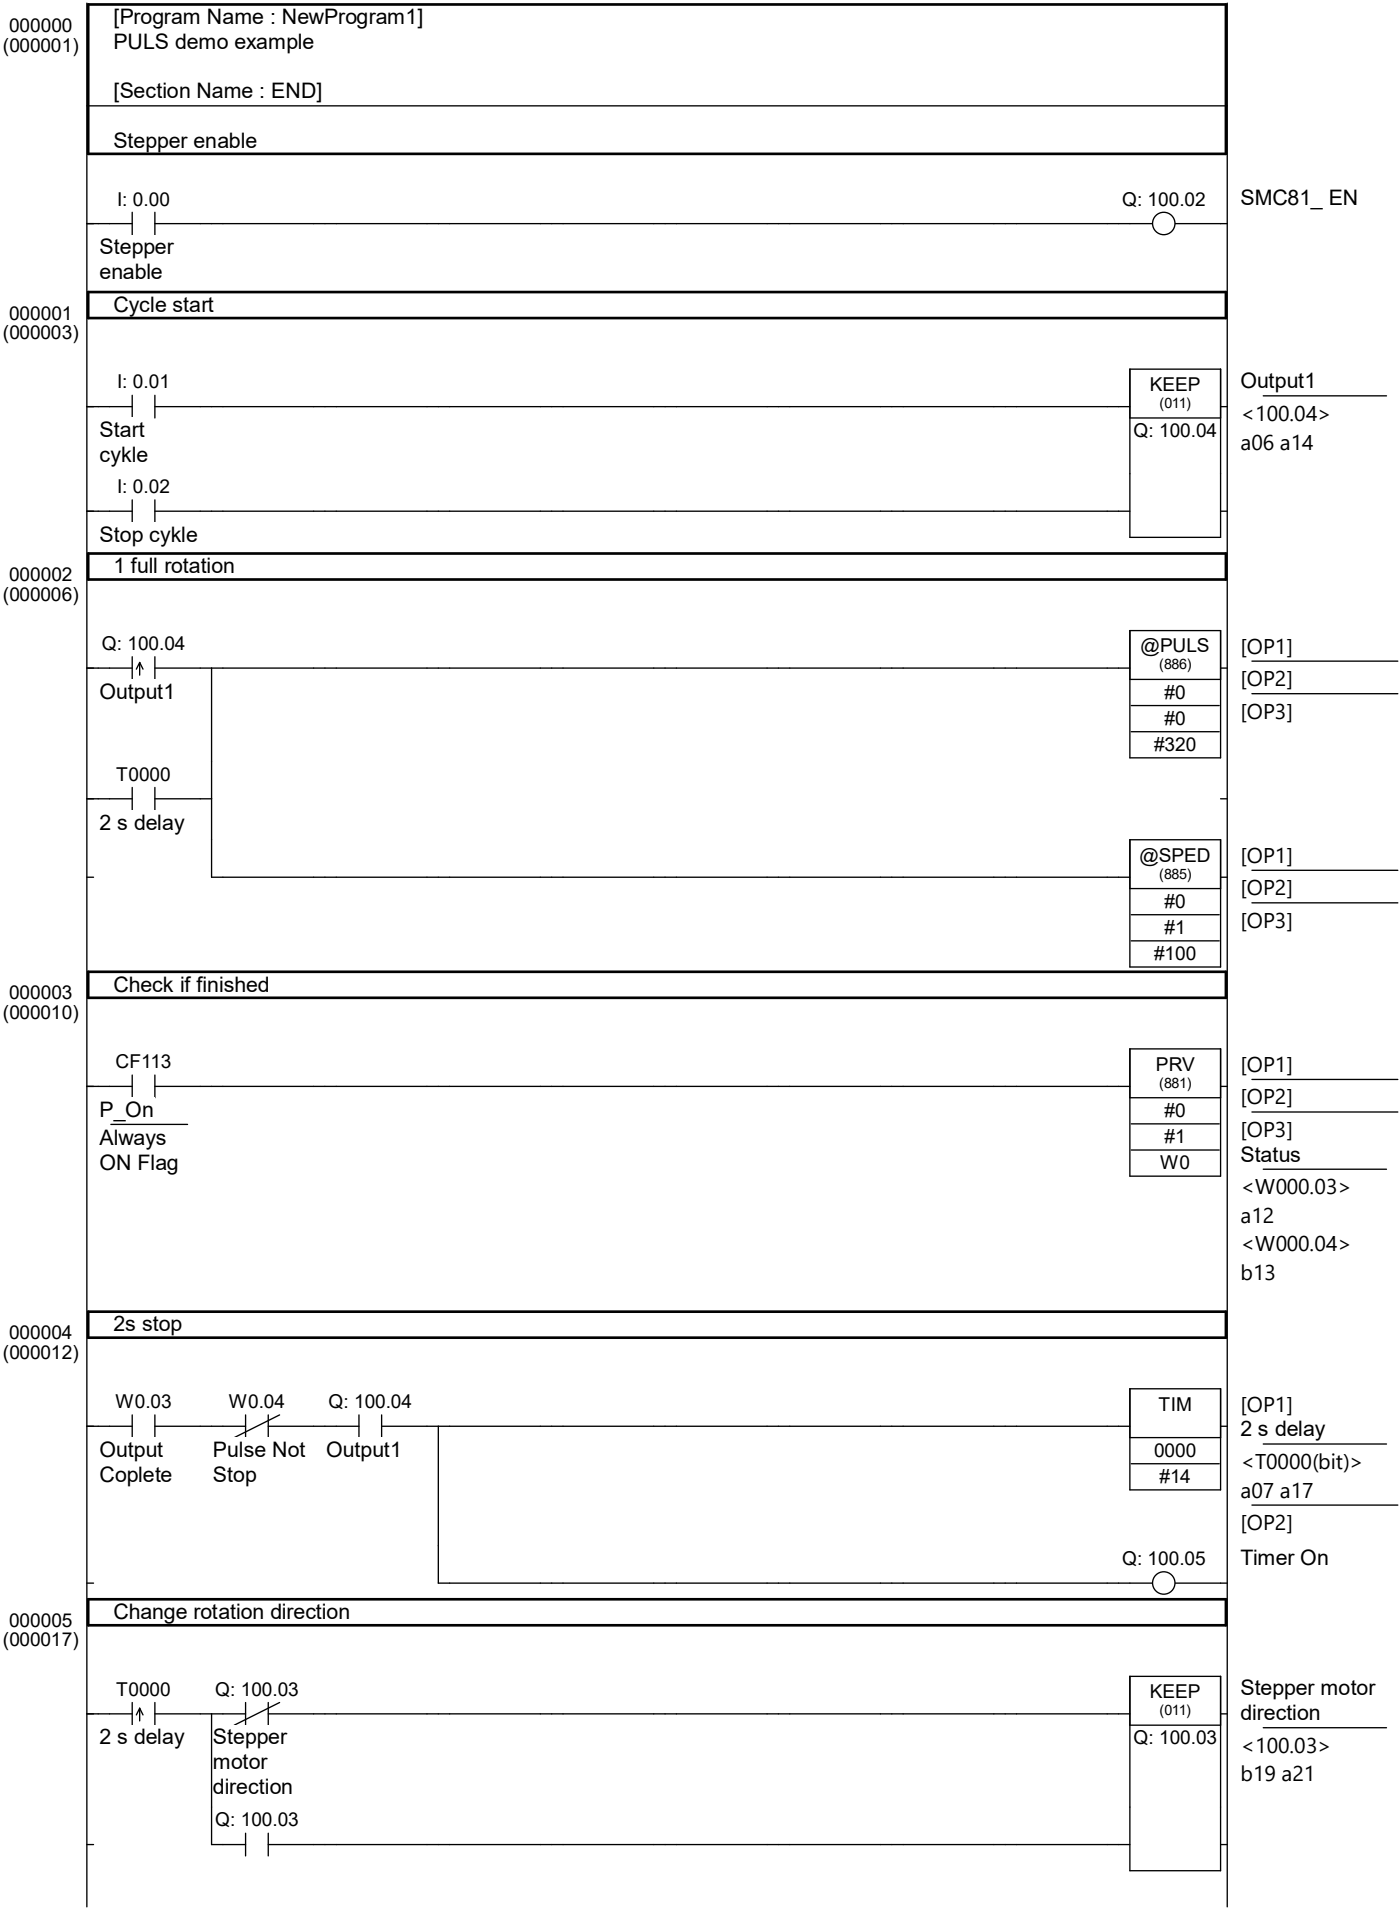 000000
(000001)
[Program Name : NewProgram1]
PULS demo example
[Section Name : END]
Stepper enable
I: 0.00
Stepper
enable
Q: 100.02
SMC81_ EN
000001
(000003)
Cycle start
I: 0.01
Start
cykle
I: 0.02
Stop cykle
KEEP
(011)
Q: 100.04
Output1
<100.04>
a06 a14
000002
(000006)
1 full rotation
Q: 100.04
Output1
T0000
2 s delay
@PULS
(886)
#0
#0
#320
[OP1]
[OP2]
[OP3]
@SPED
(885)
#0
#1
#100
[OP1]
[OP2]
[OP3]
000003
(000010)
Check if finished
CF113
P_On
Always
ON Flag
PRV
(881)
#0
#1
W0
[OP1]
[OP2]
[OP3]
Status
<W000.03>
a12
<W000.04>
b13
000004
(000012)
2s stop
W0.03
Output
Coplete
W0.04
Pulse Not
Stop
Q: 100.04
Output1
TIM
0000
#14
[OP1]
2 s delay
<T0000(bit)>
a07 a17
[OP2]
Q: 100.05
Timer On
000005
(000017)
Change rotation direction
T0000
2 s delay
Q: 100.03
Stepper
motor
direction
Q: 100.03
KEEP
(011)
Q: 100.03
Stepper motor
direction
<100.03>
b19 a21